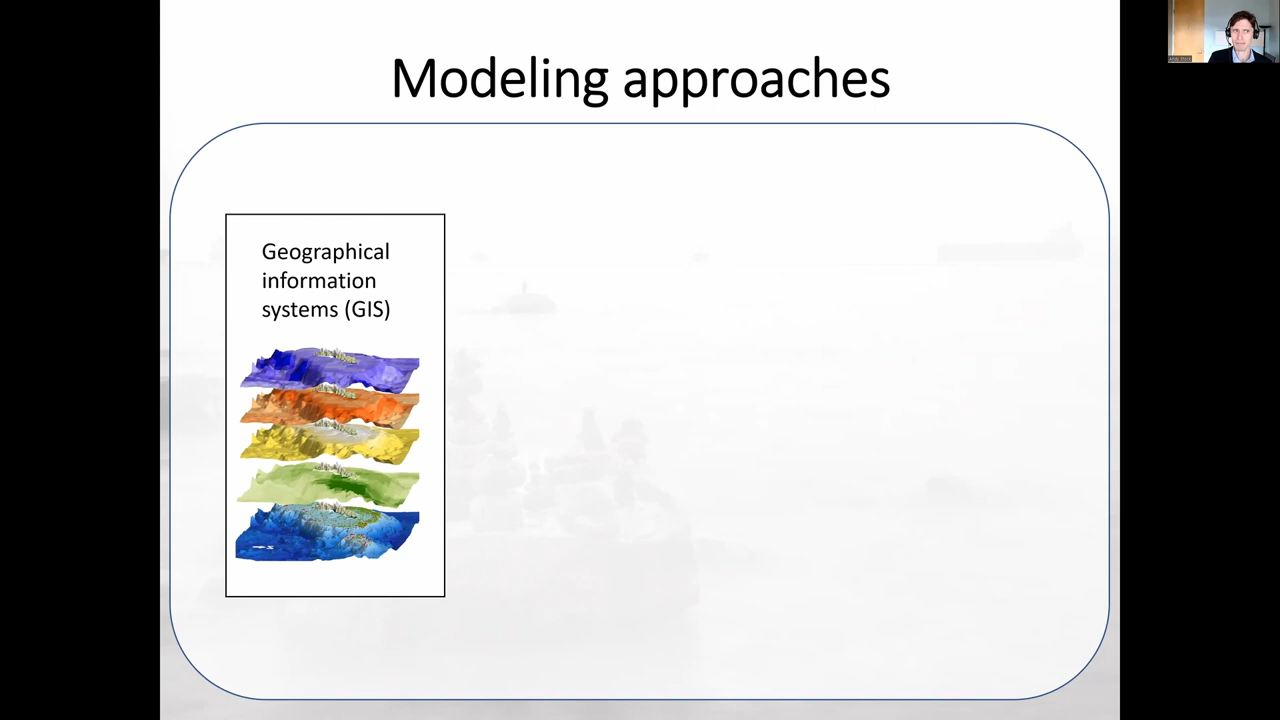 Modeling approaches
Geographical
information
systems (GIS)